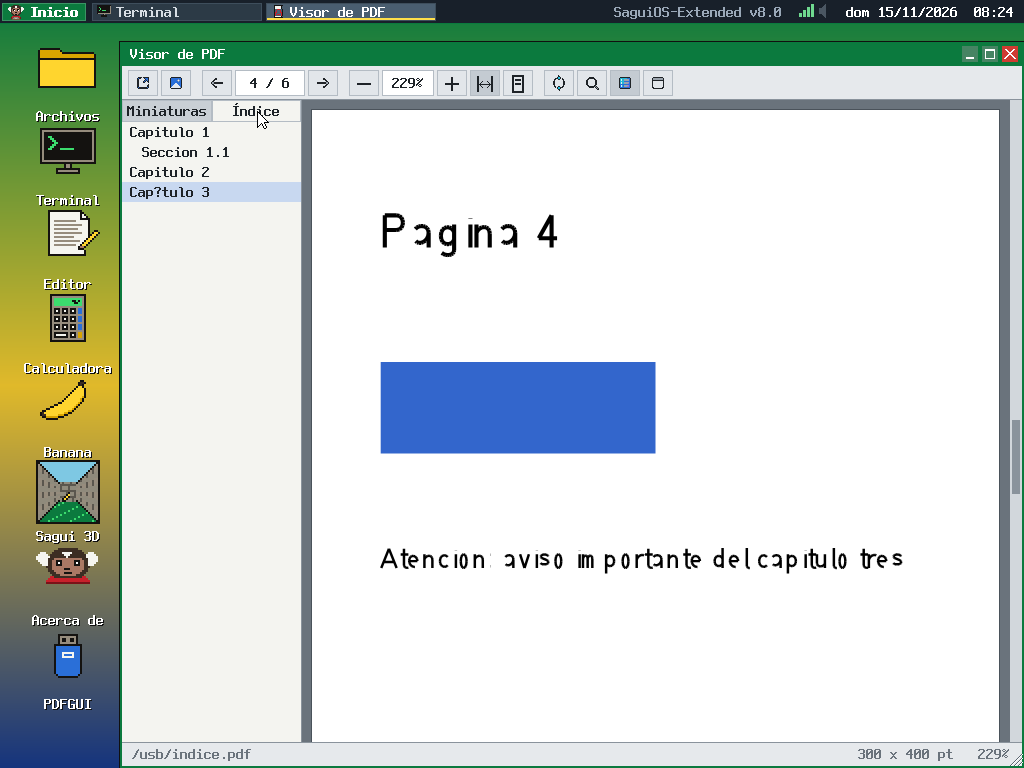 Inicio
Terminal
Visor de PDF
SaguiOS-Extended v8.0
dom 15/11/2026
08:24
Archivos
Terminal
Editor
Calculadora
Banana
Sagui 3D
Acerca de
PDFGUI
Visor de PDF
4 / 6
229%
Miniaturas
Índice
Capitulo 1
Seccion 1.1
Capitulo 2
Cap?tulo 3
Pagina 4
Atencion: aviso importante del capitulo tres
/usb/indice.pdf
300 x 400 pt
229%